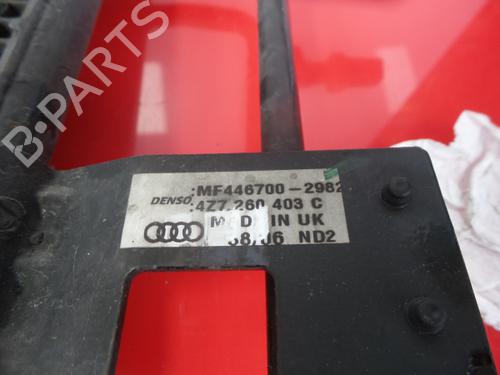 B-PARTS
:MF446700-2982
DENSO :4Z7 260 403 C
IN UK
ND2